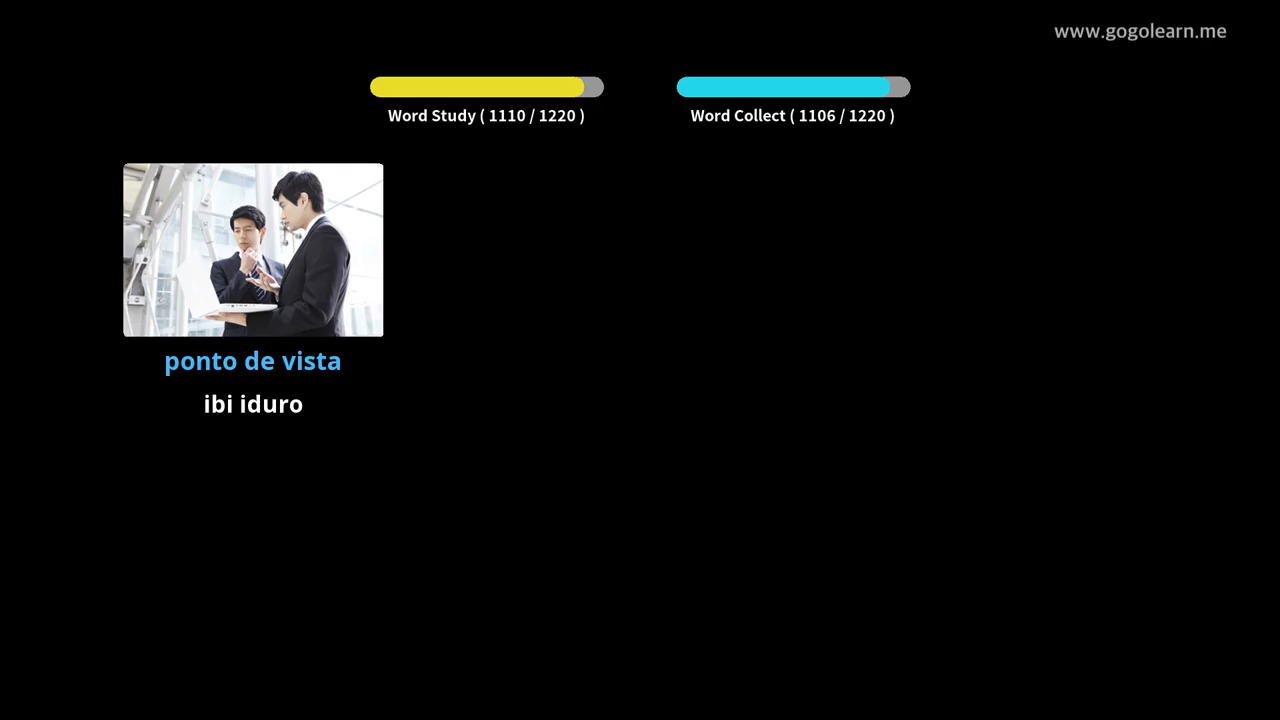 www.gogolearn.me
Word Study ( 1110 / 1220 )
Word Collect ( 1106 / 1220 )
ponto de vista
ibi iduro